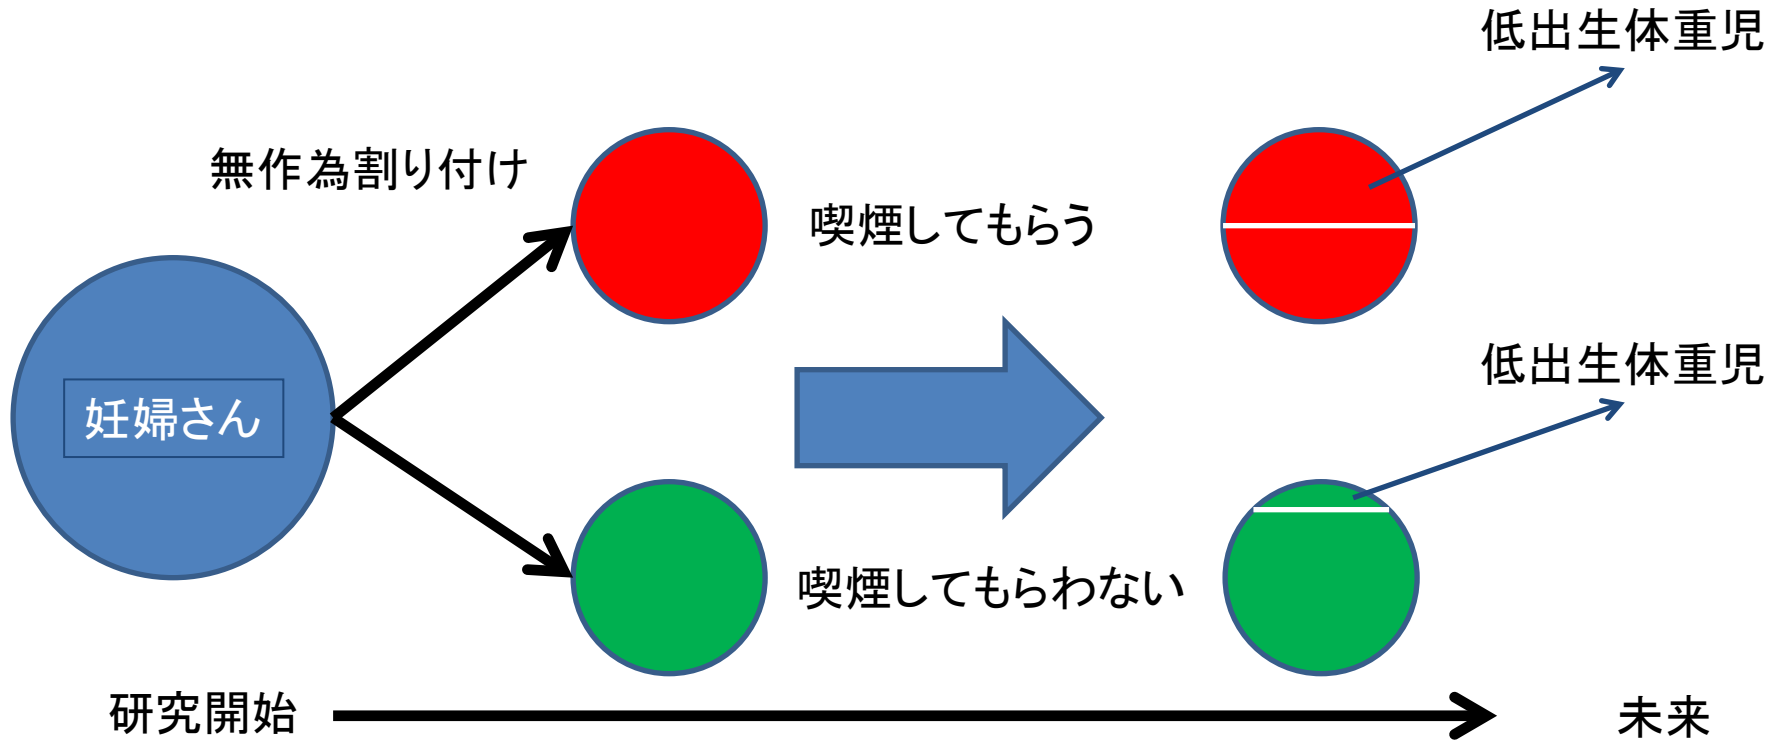 低出生体重児
無作為割り付け
喫煙してもらう
低出生体重児
妊婦さん
喫煙してもらわない
研究開始
未来